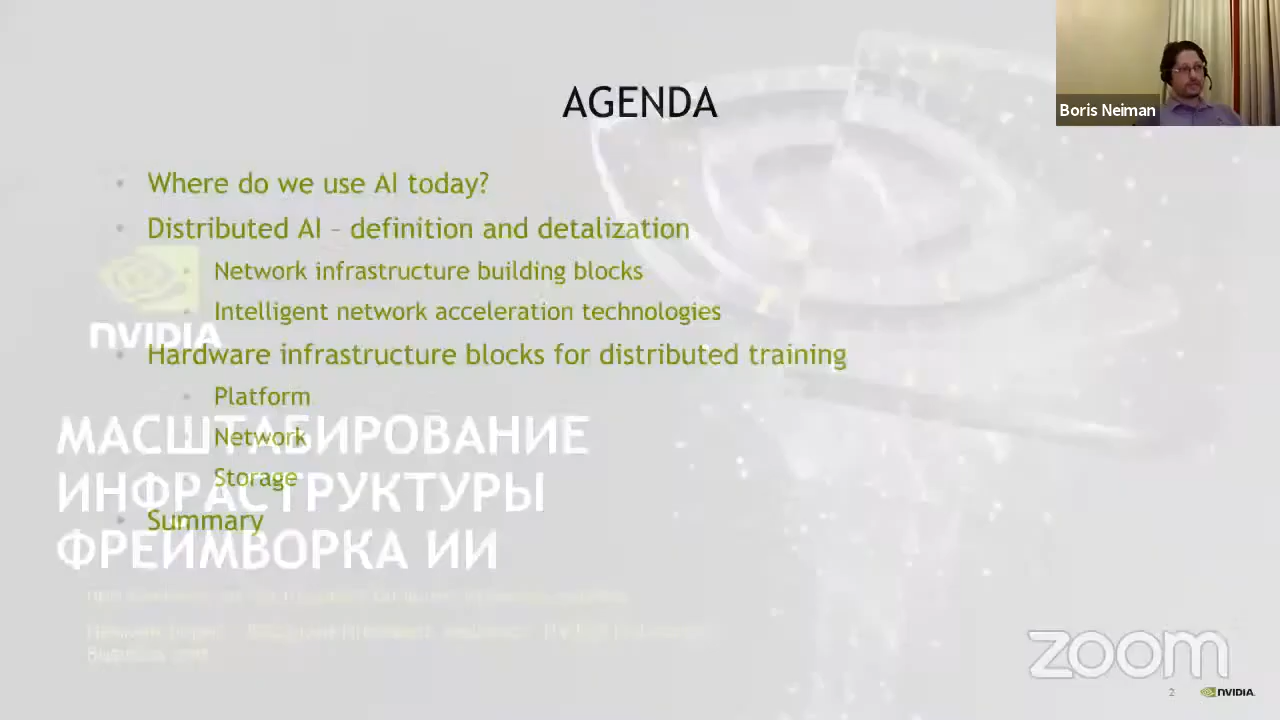 AGENDA
Boris Neiman
Where do we use AI today?
Distributed AI – definition and detalization
Network infrastructure building blocks
Intelligent network acceleration technologies
NVIDIA
Hardware infrastructure blocks for distributed training
Platform
Network
Storage
Summary
МАСШТАБИРОВАНИЕ
ИНФРАСТРУКТУРЫ
ФРЕЙМВОРКА ИИ
zoom
2
NVIDIA.